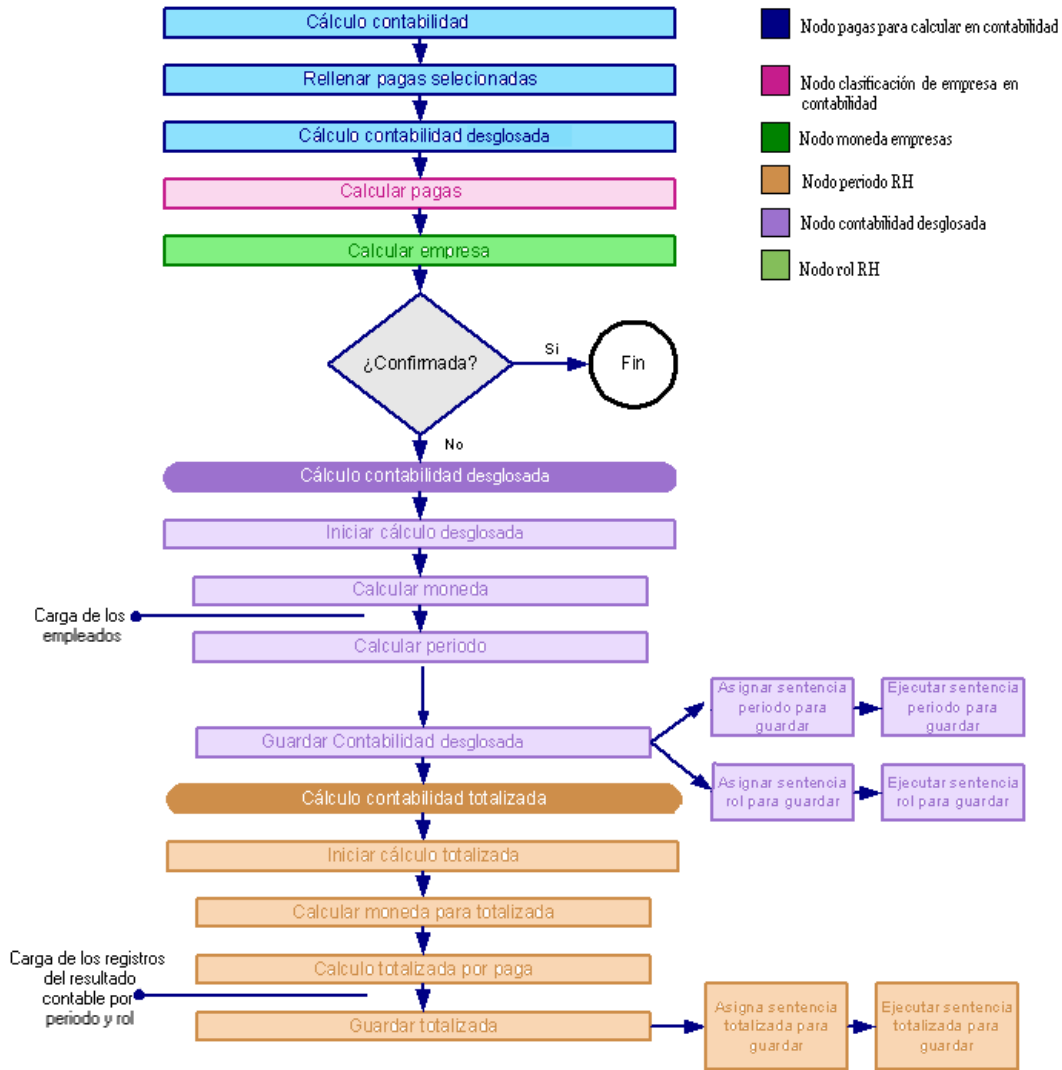 Cálculo contabilidad
Rellenar pagas selecionadas
Cálculo contabilidad desglosada
Calcular pagas
Calcular empresa
¿Confirmada?
Si
Fin
No
Cálculo contabilidad desglosada
Iniciar cálculo desglosada
Calcular moneda
Carga de los
empleados
Calcular periodo
Guardar Contabilidad desglosada
Asignar sentencia
periodo para
guardar
Ejecutar sentencia
periodo para
guardar
Asignar sentencia
rol para guardar
Ejecutar sentencia
rol para guardar
Cálculo contabilidad totalizada
Iniciar cálculo totalizada
Calcular moneda para totalizada
Calculo totalizada por paga
Carga de los registros
del resultado
contable por
periodo y rol
Guardar totalizada
Asigna sentencia
totalizada para
guardar
Ejecutar sentencia
totalizada para
guardar
Nodo pagas para calcular en contabilidad
Nodo clasificación de empresa en
contabilidad
Nodo moneda empresas
Nodo periodo RH
Nodo contabilidad desglosada
Nodo rol RH